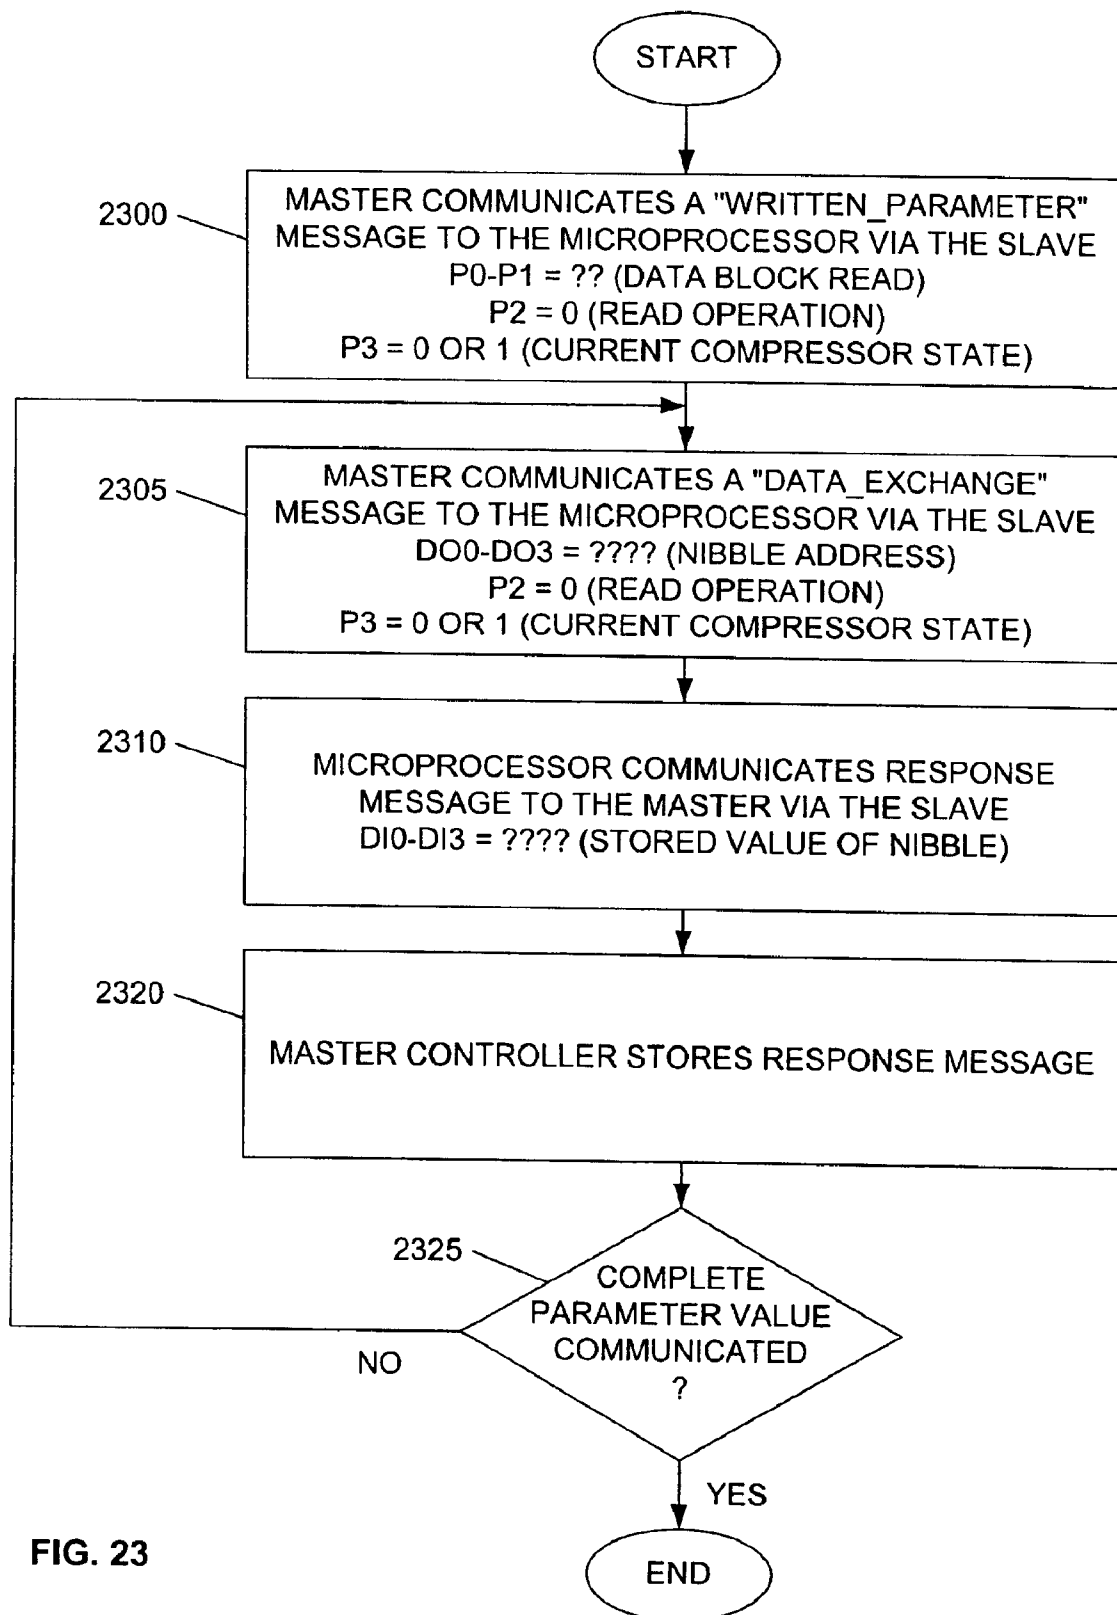 START
2300
MASTER COMMUNICATES A "WRITTEN_PARAMETER"
MESSAGE TO THE MICROPROCESSOR VIA THE SLAVE
P0-P1 = ?? (DATA BLOCK READ)
P2 = 0 (READ OPERATION)
P3 = 0 OR 1 (CURRENT COMPRESSOR STATE)
2305
MASTER COMMUNICATES A "DATA_EXCHANGE"
MESSAGE TO THE MICROPROCESSOR VIA THE SLAVE
DO0-DO3 = ???? (NIBBLE ADDRESS)
P2 = 0 (READ OPERATION)
P3 = 0 OR 1 (CURRENT COMPRESSOR STATE)
2310
MICROPROCESSOR COMMUNICATES RESPONSE
MESSAGE TO THE MASTER VIA THE SLAVE
DI0-DI3 = ???? (STORED VALUE OF NIBBLE)
2320
MASTER CONTROLLER STORES RESPONSE MESSAGE
2325
COMPLETE
PARAMETER VALUE
COMMUNICATED
?
NO
YES
END
FIG. 23